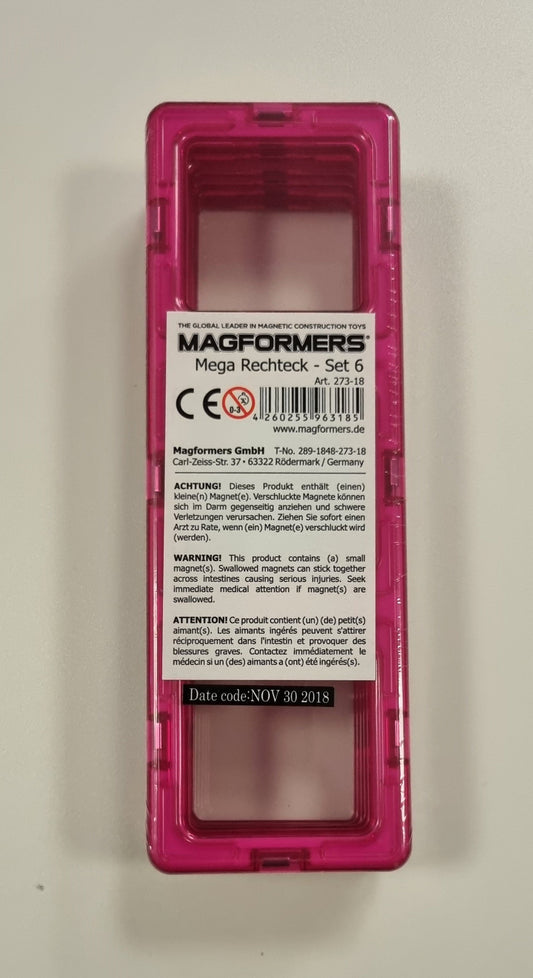 THE GLOBAL LEADER IN MAGNETIC CONSTRUCTION TOYS
MAGFORMERS®
Mega Rechteck - Set 6
Art. 273-18
CE 0-3 4 260255 963185
www.magformers.de
Magformers GmbH T-No. 289-1848-273-18
Carl-Zeiss-Str. 37 • 63322 Rödermark / Germany
ACHTUNG! Dieses Produkt enthält (einen)
kleine(n) Magnet(e). Verschluckte Magnete können
sich im Darm gegenseitig anziehen und schwere
Verletzungen verursachen. Ziehen Sie sofort einen
Arzt zu Rate, wenn (ein) Magnet(e) verschluckt wird
(werden).
WARNING! This product contains (a) small
magnet(s). Swallowed magnets can stick together
across intestines causing serious injuries. Seek
immediate medical attention if magnet(s) are
swallowed.
ATTENTION! Ce produit contient (un) (de) petit(s)
aimant(s). Les aimants ingérés peuvent s'attirer
réciproquement dans l'intestin et provoquer des
blessures graves. Contactez immédiatement le
médecin si un (des) aimants a (ont) été ingéré(s).
Date code:NOV 30 2018